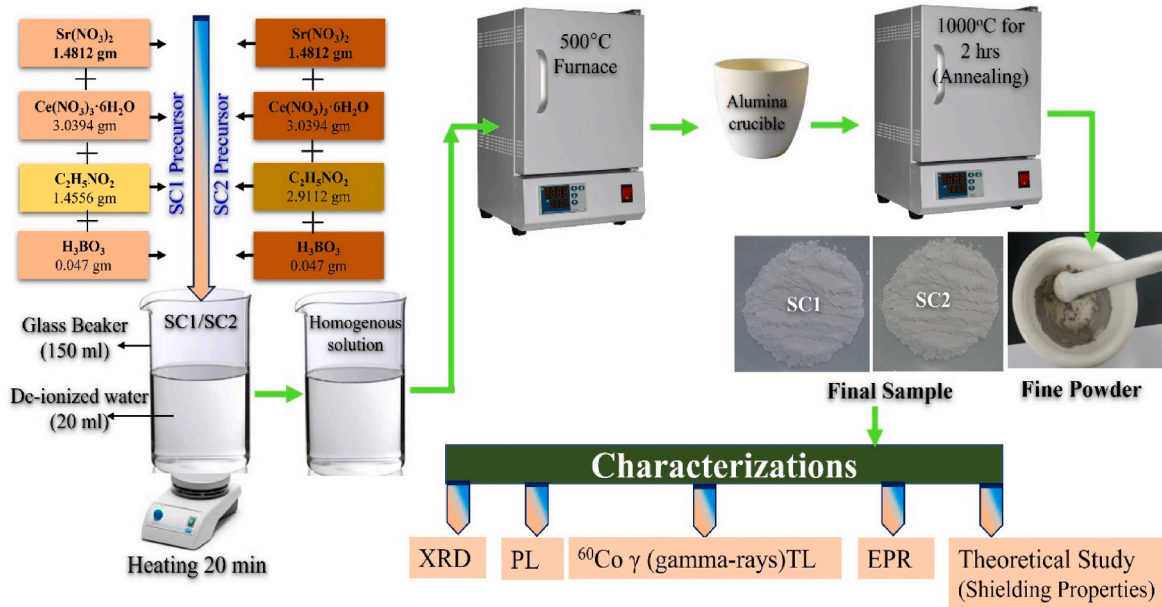 Sr(NO₃)₂
1.4812 gm
+
Ce(NO₃)₃·6H₂O
3.0394 gm
+
C₂H₅NO₂
1.4556 gm
+
H₃BO₃
0.047 gm
SC1 Precursor
SC2 Precursor
Sr(NO₃)₂
1.4812 gm
+
Ce(NO₃)₃·6H₂O
3.0394 gm
+
C₂H₅NO₂
2.9112 gm
+
H₃BO₃
0.047 gm
500°C
Furnace
Alumina
crucible
1000°C for
2 hrs
(Annealing)
Glass Beaker
(150 ml)
De-ionized water
(20 ml)
SC1/SC2
Homogenous
solution
Heating 20 min
SC1
SC2
Final Sample
Fine Powder
Characterizations
XRD
PL
⁶⁰Co γ (gamma-rays)TL
EPR
Theoretical Study
(Shielding Properties)